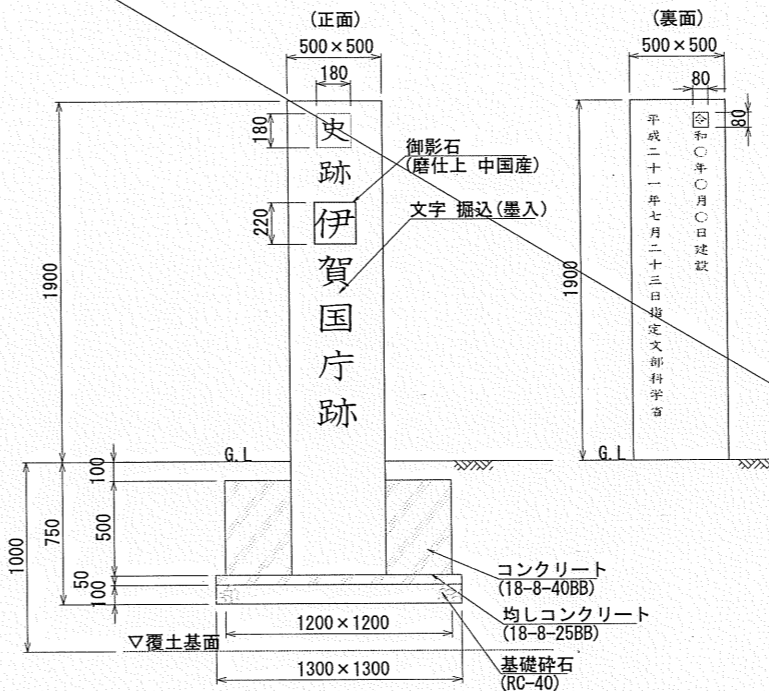 (正面)
500×500
180
180
220
1900
史跡伊賀国庁跡
御影石
(磨仕上 中国産)
文字 掘込(墨入)
G.L
100
500
50
100
750
1000
▽覆土基面
1200×1200
1300×1300
コンクリート
(18-8-40BB)
均しコンクリート
(18-8-25BB)
基礎砕石
(RC-40)
(裏面)
500×500
80
80
1900
令和〇年〇月〇日建設
平成二十一年七月二十三日指定文部科学省
G.L